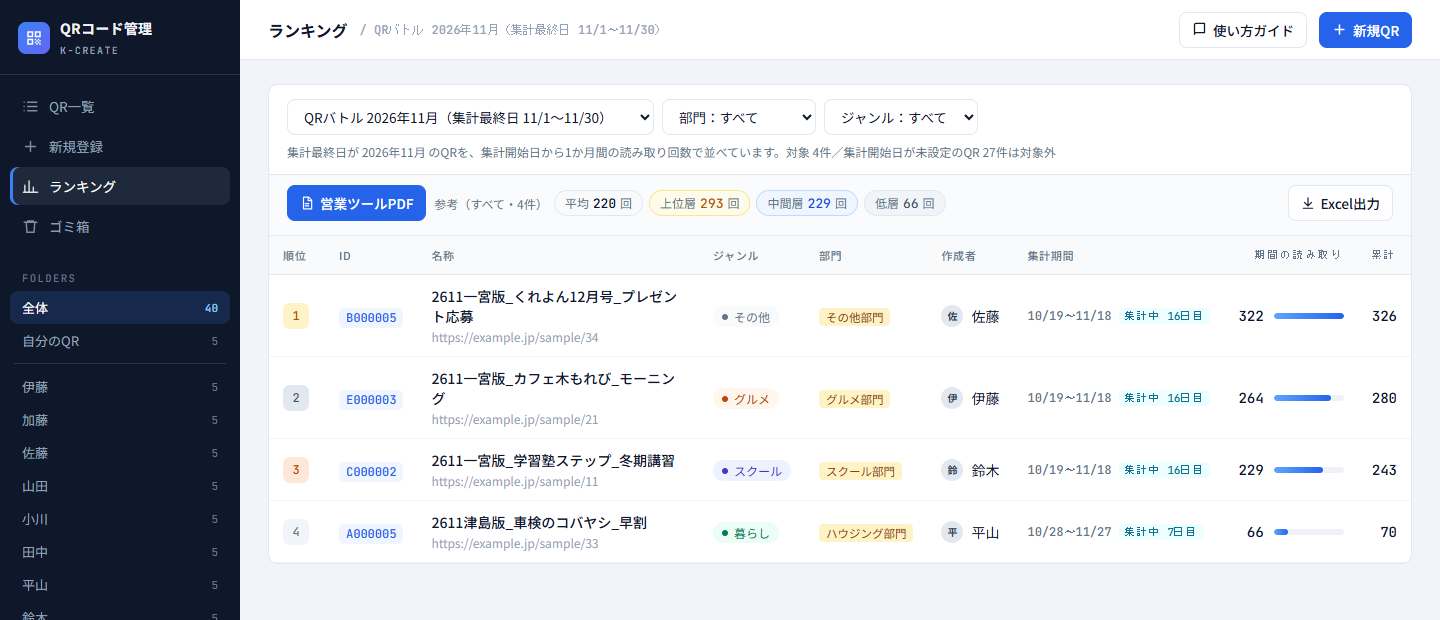 QRコード管理
K-CREATE
QR一覧
新規登録
ランキング
ゴミ箱
FOLDERS
全体 40
自分のQR 5
伊藤 5
加藤 5
佐藤 5
山田 5
小川 5
田中 5
平山 5
鈴木 5
ランキング / QRバトル 2026年11月（集計最終日 11/1〜11/30）
使い方ガイド
新規QR
QRバトル 2026年11月（集計最終日 11/1〜11/30）
部門：すべて
ジャンル：すべて
集計最終日が 2026年11月 のQRを、集計開始日から1か月間の読み取り回数で並べています。対象 4件／集計開始日が未設定のQR 27件は対象外
営業ツールPDF 参考（すべて・4件） 平均 220 回 上位層 293 回 中間層 229 回 低層 66 回
Excel出力
順位 ID 名称 ジャンル 部門 作成者 集計期間 期間の読み取り 累計
1 B000005 2611一宮版_くれよん12月号_プレゼン
ト応募
https://example.jp/sample/34
その他 その他部門 佐 佐藤 10/19〜11/18 集計中 16日目 322 326
2 E000003 2611一宮版_カフェ木もれび_モーニン
グ
https://example.jp/sample/21
グルメ グルメ部門 伊 伊藤 10/19〜11/18 集計中 16日目 264 280
3 C000002 2611一宮版_学習塾ステップ_冬期講習
https://example.jp/sample/11
スクール スクール部門 鈴 鈴木 10/19〜11/18 集計中 16日目 229 243
4 A000005 2611津島版_車検のコバヤシ_早割
https://example.jp/sample/33
暮らし ハウジング部門 平 平山 10/28〜11/27 集計中 7日目 66 70